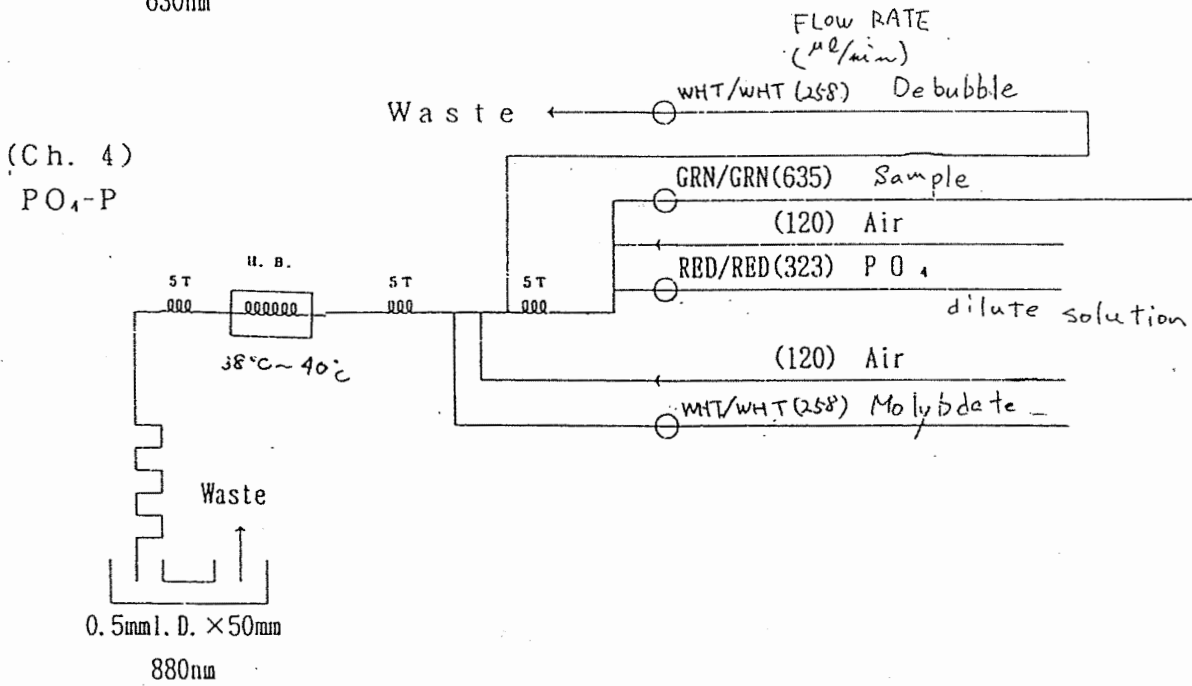 630nm
FLOW RATE
(μl/min)
WHT/WHT (258) Debubble
Waste
(Ch. 4)
PO₄-P
GRN/GRN(635) Sample
(120) Air
RED/RED(323) PO₄
dilute solution
H. B.
5T 5T 5T
38°C~40°C
(120) Air
WHT/WHT(258) Molybdate
Waste
0.5mmI.D.×50mm
880nm